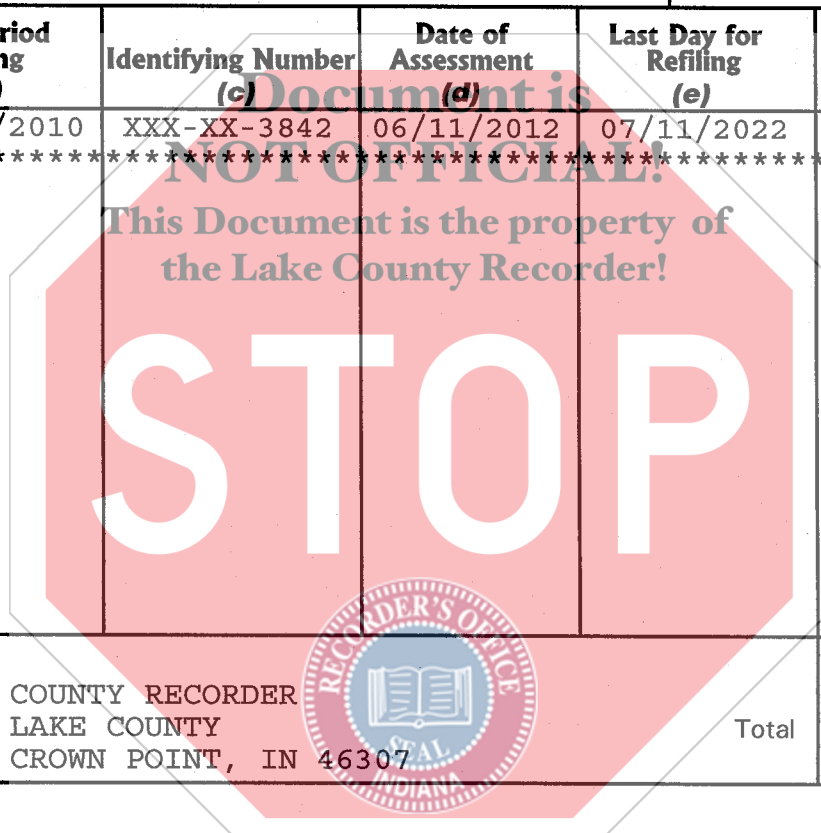 riod
ng
)
Identifying Number
(c)
Date of
Assessment
(d)
Last Day for
Refiling
(e)
/2010 XXX-XX-3842 06/11/2012 07/11/2022
Document is
NOT OFFICIAL!
This Document is the property of
the Lake County Recorder!
STOP
RECORDER'S OFFICE
SEAL
INDIANA
COUNTY RECORDER
LAKE COUNTY
CROWN POINT, IN 46307
Total